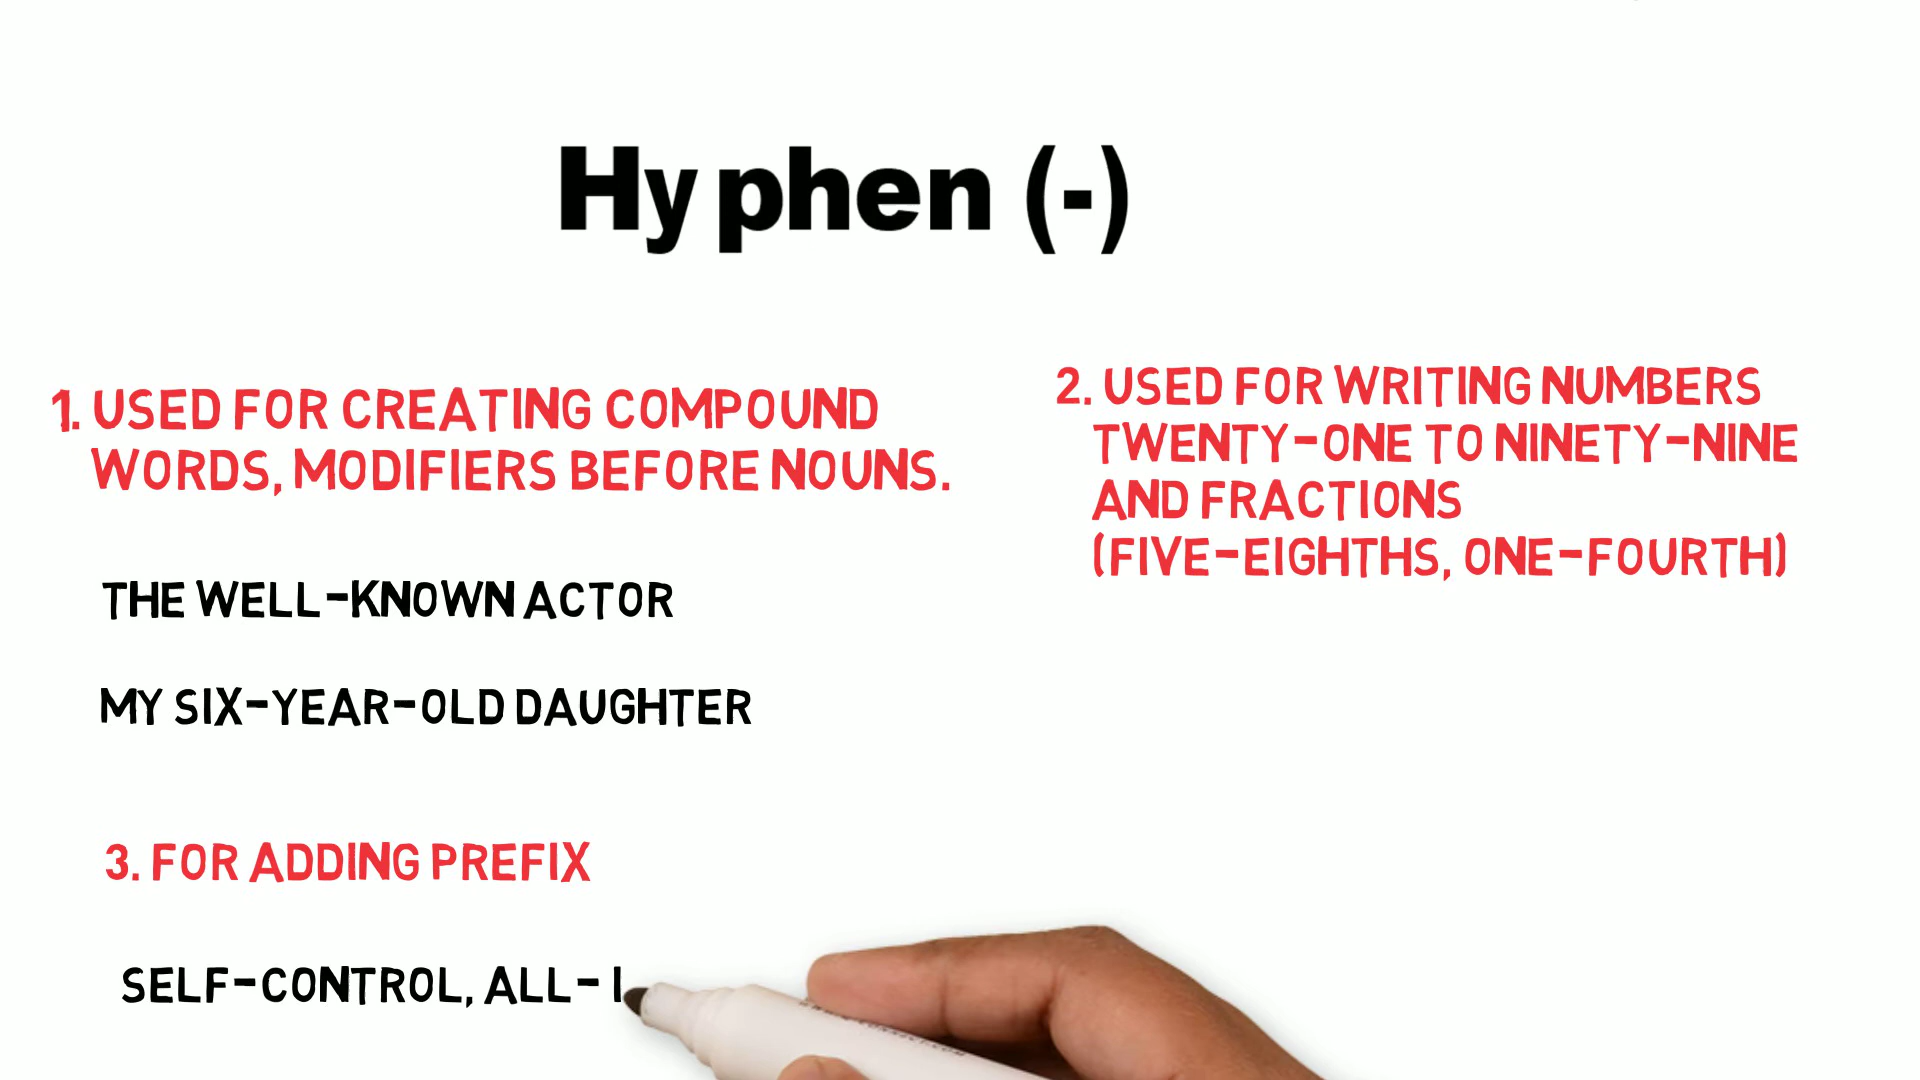 Hyphen (-)
1. USED FOR CREATING COMPOUND
WORDS, MODIFIERS BEFORE NOUNS.
THE WELL-KNOWN ACTOR
MY SIX-YEAR-OLD DAUGHTER
2. USED FOR WRITING NUMBERS
TWENTY-ONE TO NINETY-NINE
AND FRACTIONS
(FIVE-EIGHTHS, ONE-FOURTH)
3. FOR ADDING PREFIX
SELF-CONTROL, ALL-